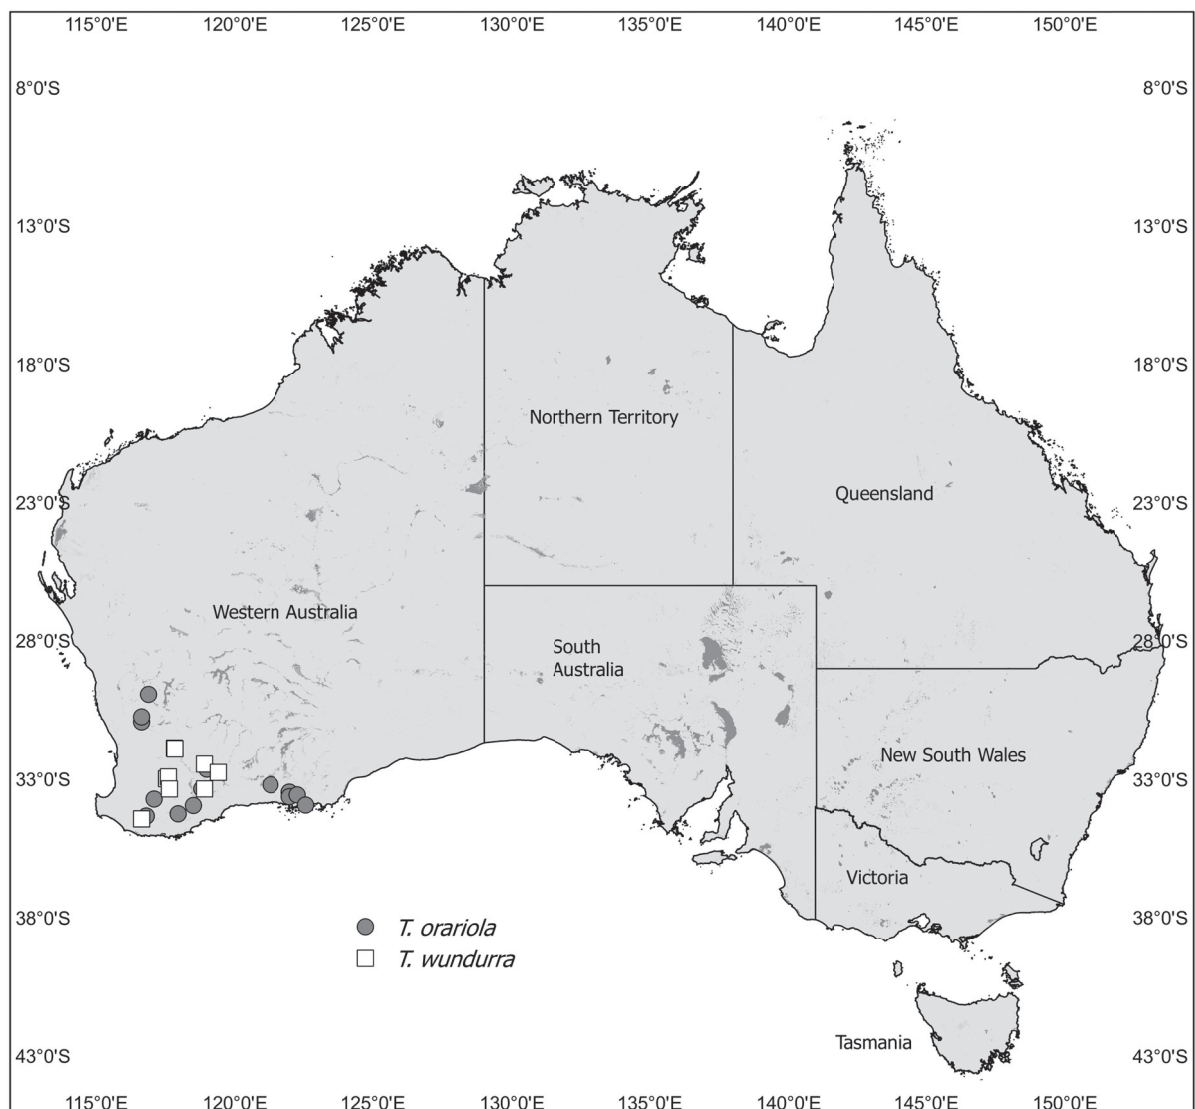 115°0'E 120°0'E 125°0'E 130°0'E 135°0'E 140°0'E 145°0'E 150°0'E
8°0'S 8°0'S
13°0'S 13°0'S
18°0'S 18°0'S
Northern Territory
Queensland
23°0'S 23°0'S
Western Australia
28°0'S 28°0'S
South
Australia
New South Wales
33°0'S 33°0'S
Victoria
38°0'S 38°0'S
T. orariola
T. wundurra
Tasmania
43°0'S 43°0'S
115°0'E 120°0'E 125°0'E 130°0'E 135°0'E 140°0'E 145°0'E 150°0'E